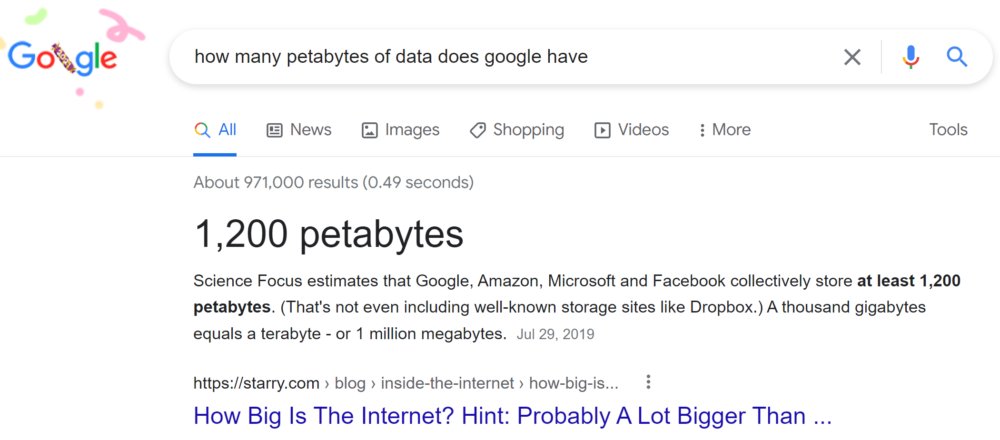 Google
how many petabytes of data does google have
All News Images Shopping Videos More Tools
About 971,000 results (0.49 seconds)
1,200 petabytes
Science Focus estimates that Google, Amazon, Microsoft and Facebook collectively store at least 1,200
petabytes. (That's not even including well-known storage sites like Dropbox.) A thousand gigabytes
equals a terabyte - or 1 million megabytes. Jul 29, 2019
https://starry.com › blog › inside-the-internet › how-big-is...
How Big Is The Internet? Hint: Probably A Lot Bigger Than ...